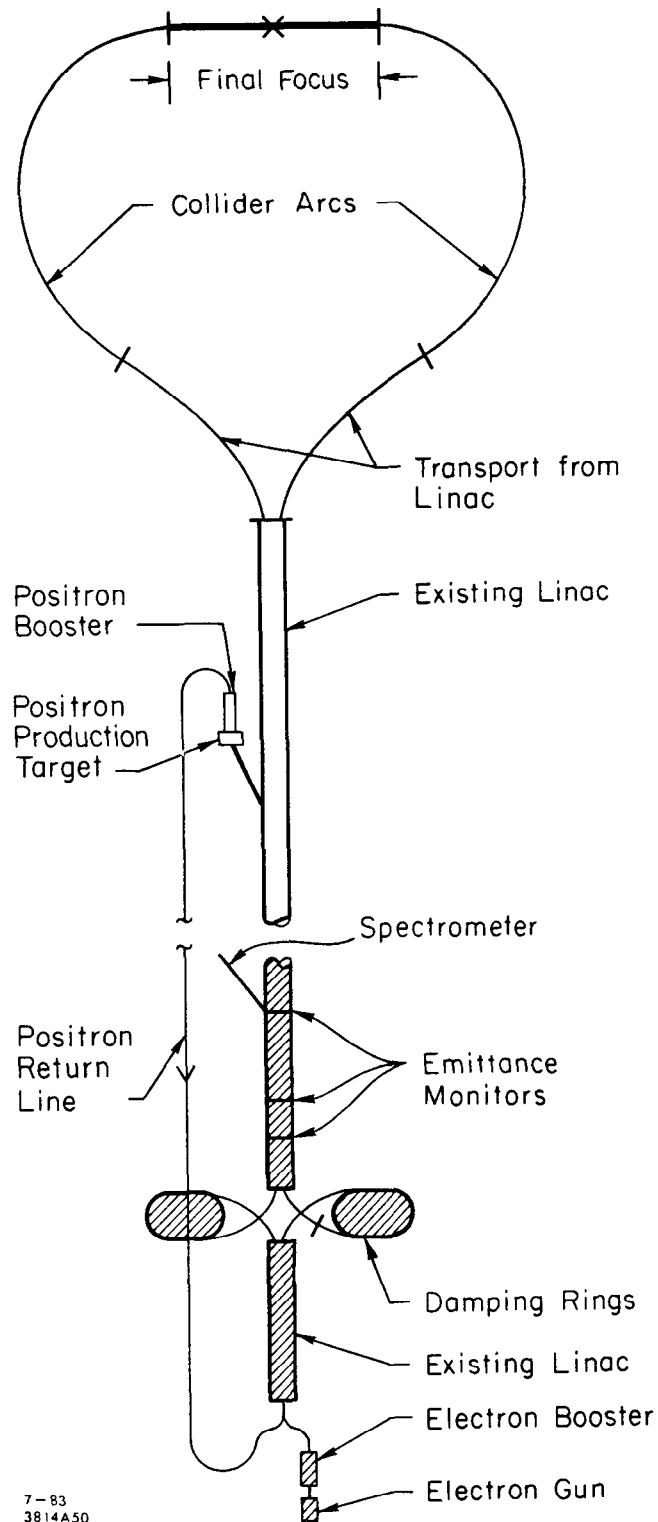 Final Focus
Collider Arcs
Transport from
Linac
Positron
Booster
Existing Linac
Positron
Production
Target
Spectrometer
Positron
Return
Line
Emittance
Monitors
Damping Rings
Existing Linac
Electron Booster
Electron Gun
7-83
3814A50